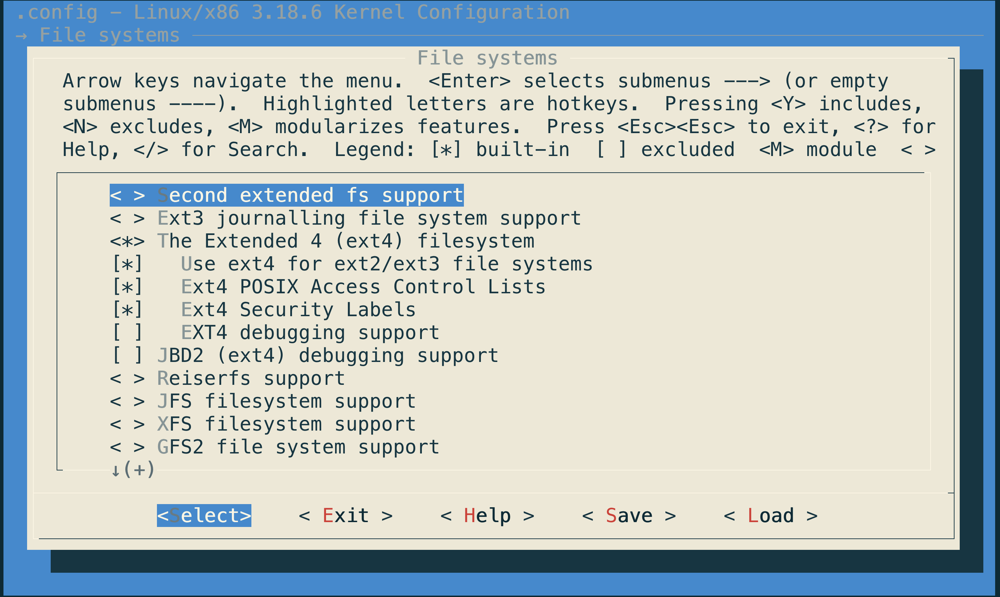 .config - Linux/x86 3.18.6 Kernel Configuration
→ File systems
File systems
Arrow keys navigate the menu.  <Enter> selects submenus ---> (or empty
submenus ----).  Highlighted letters are hotkeys.  Pressing <Y> includes,
<N> excludes, <M> modularizes features.  Press <Esc><Esc> to exit, <?> for
Help, </> for Search.  Legend: [*] built-in  [ ] excluded  <M> module  < >
< > Second extended fs support
< > Ext3 journalling file system support
<*> The Extended 4 (ext4) filesystem
[*]   Use ext4 for ext2/ext3 file systems
[*]   Ext4 POSIX Access Control Lists
[*]   Ext4 Security Labels
[ ]   EXT4 debugging support
[ ] JBD2 (ext4) debugging support
< > Reiserfs support
< > JFS filesystem support
< > XFS filesystem support
< > GFS2 file system support
↓(+)
<Select>    < Exit >    < Help >    < Save >    < Load >